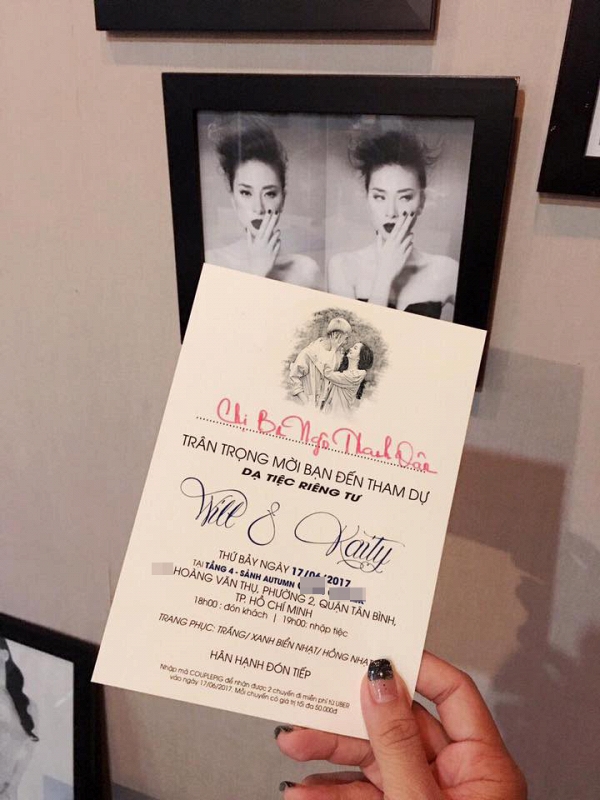 Chị Bà Ngô Thanh Vân
TRÂN TRỌNG MỜI BẠN ĐẾN THAM DỰ
DẠ TIỆC RIÊNG TƯ
Will & Kaity
THỨ BẢY NGÀY 17/06/2017
TẠI TẦNG 4 - SẢNH AUTUMN
HOÀNG VĂN THỤ, PHƯỜNG 2, QUẬN TÂN BÌNH,
TP. HỒ CHÍ MINH
18h00 : đón khách | 19h00: nhập tiệc
TRANG PHỤC: TRẮNG/ XANH BIỂN NHẠT/ HỒNG NHẠ
HÂN HẠNH ĐÓN TIẾP
Nhập mã COUPLEPIG để nhận được 2 chuyến đi miễn phí từ UBER
vào ngày 17/06/2017. Mỗi chuyến có giá trị tối đa 50.000đ